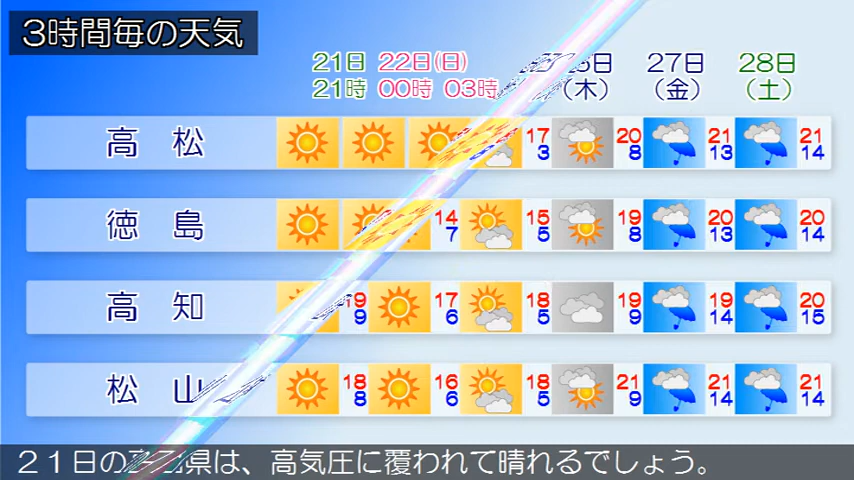 3時間毎の天気
21日 22日(日) 日 27日 28日
21時 00時 03時 (木) (金) (土)
高松 17 3 20 8 21 13 21 14
徳島 14 7 15 5 19 8 20 13 20 14
高知 19 9 17 6 18 5 19 9 19 14 20 15
松山 18 8 16 6 18 5 21 9 21 14 21 14
21日の 県は、高気圧に覆われて晴れるでしょう。